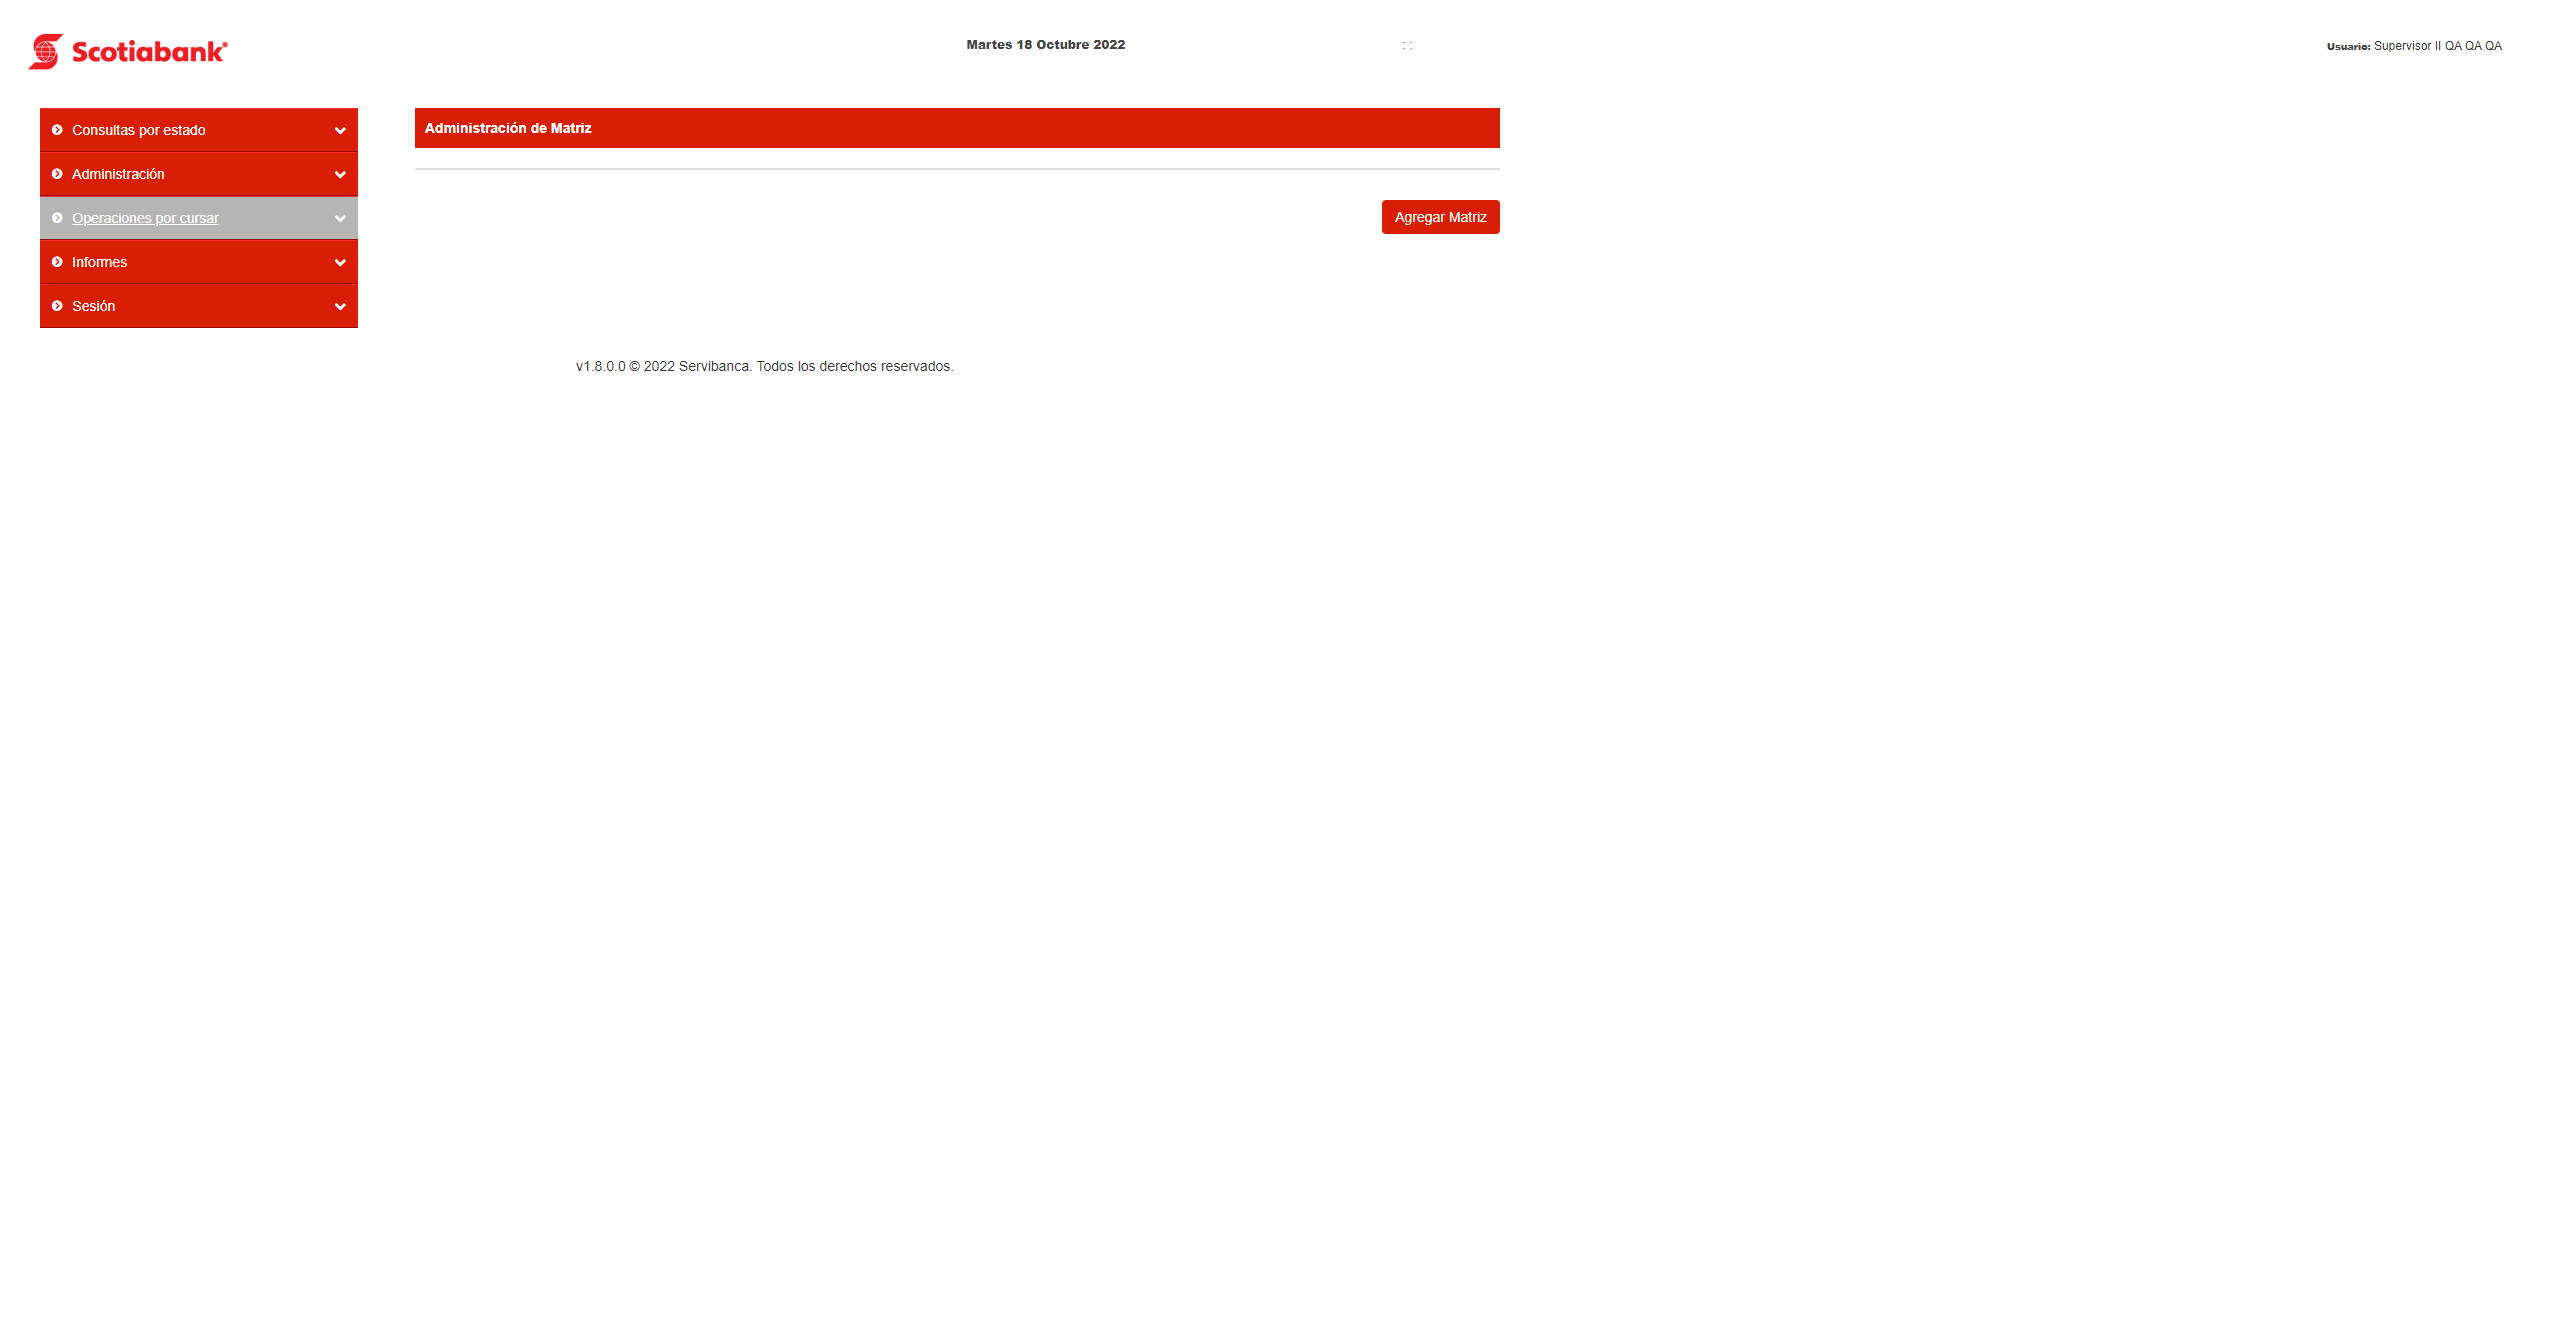 Scotiabank®
Martes 18 Octubre 2022
: :
Usuario: Supervisor II QA QA QA
Consultas por estado
Administración
Operaciones por cursar
Informes
Sesión
Administración de Matriz
Agregar Matriz
v1.8.0.0 © 2022 Servibanca. Todos los derechos reservados.